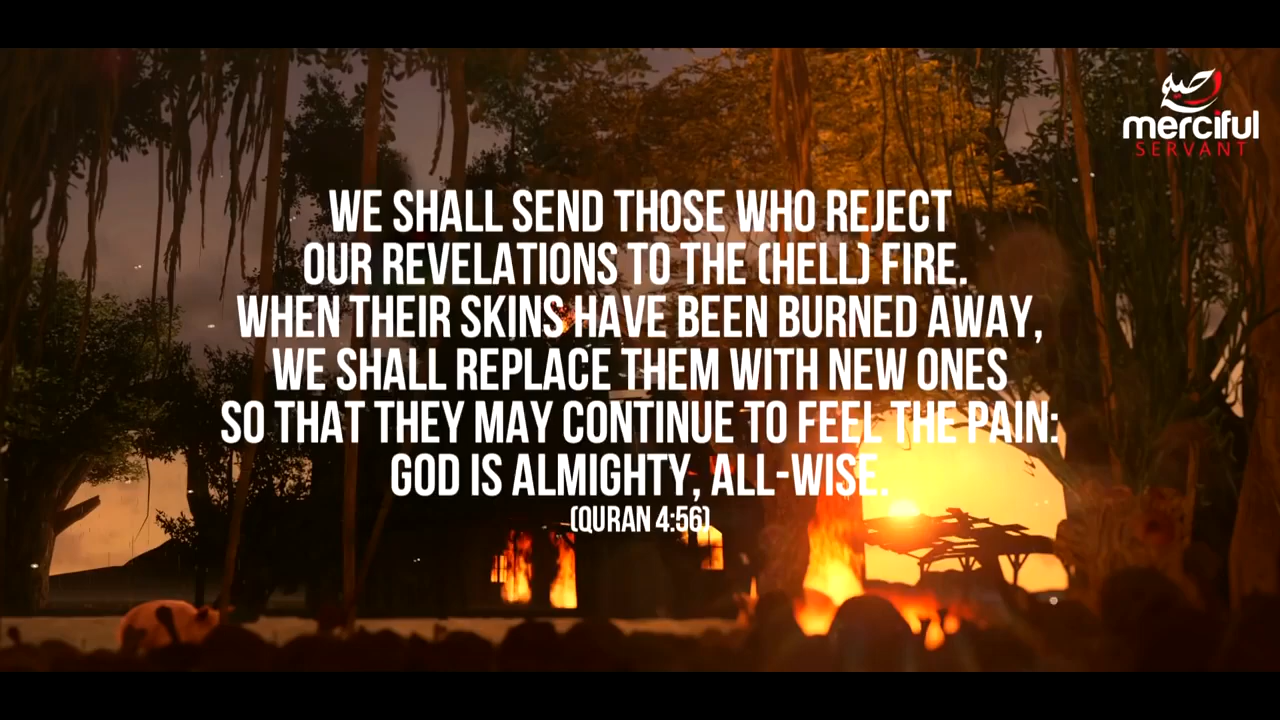 merciful
SERVANT
WE SHALL SEND THOSE WHO REJECT
OUR REVELATIONS TO THE (HELL) FIRE.
WHEN THEIR SKINS HAVE BEEN BURNED AWAY,
WE SHALL REPLACE THEM WITH NEW ONES
SO THAT THEY MAY CONTINUE TO FEEL THE PAIN:
GOD IS ALMIGHTY, ALL-WISE.
(QURAN 4:56)